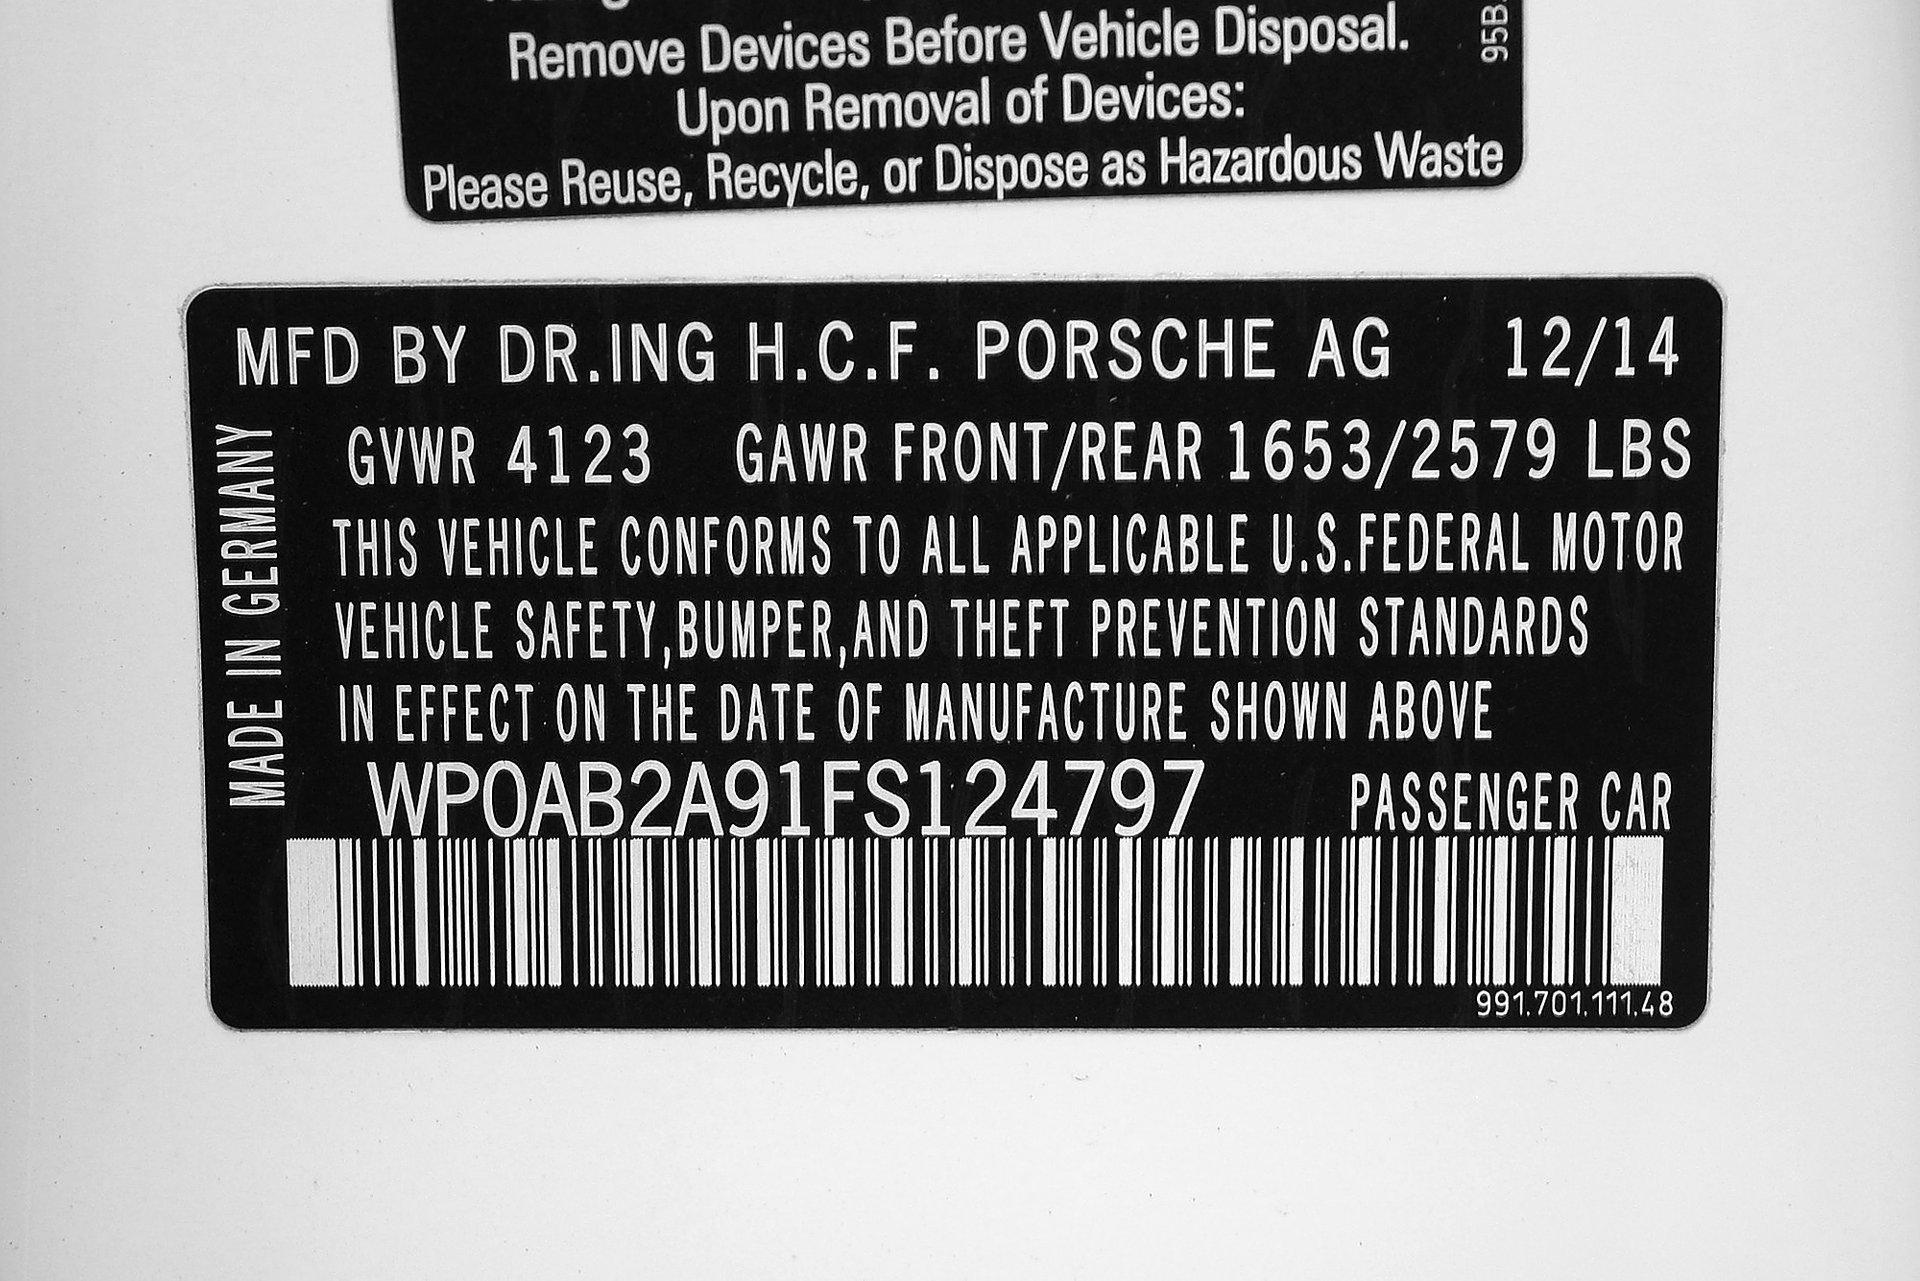 Remove Devices Before Vehicle Disposal.
Upon Removal of Devices:
Please Reuse, Recycle, or Dispose as Hazardous Waste
95B.
MFD BY DR.ING H.C.F. PORSCHE AG 12/14
MADE IN GERMANY
GVWR 4123 GAWR FRONT/REAR 1653/2579 LBS
THIS VEHICLE CONFORMS TO ALL APPLICABLE U.S.FEDERAL MOTOR
VEHICLE SAFETY,BUMPER,AND THEFT PREVENTION STANDARDS
IN EFFECT ON THE DATE OF MANUFACTURE SHOWN ABOVE
WP0AB2A91FS124797 PASSENGER CAR
991.701.111.48